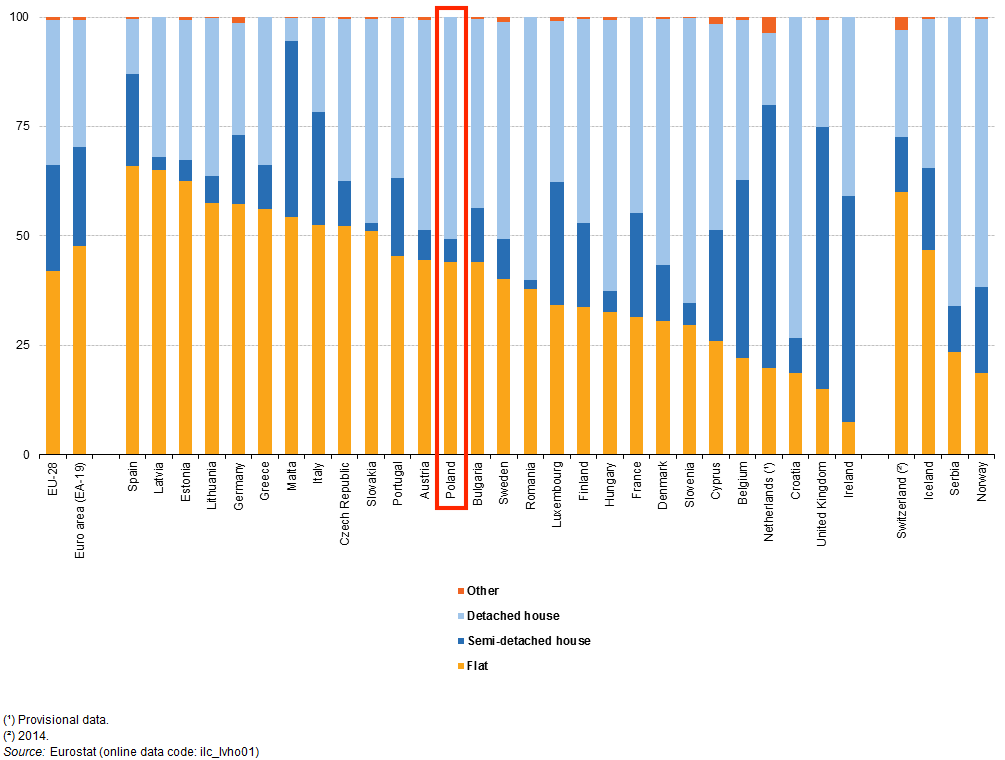 100
75
50
25
0
EU-28
Euro area (EA-19)
Spain
Latvia
Estonia
Lithuania
Germany
Greece
Malta
Italy
Czech Republic
Slovakia
Portugal
Austria
Poland
Bulgaria
Sweden
Romania
Luxembourg
Finland
Hungary
France
Denmark
Slovenia
Cyprus
Belgium
Netherlands (¹)
Croatia
United Kingdom
Ireland
Switzerland (²)
Iceland
Serbia
Norway
Other
Detached house
Semi-detached house
Flat
(¹) Provisional data.
(²) 2014.
Source: Eurostat (online data code: ilc_lvho01)